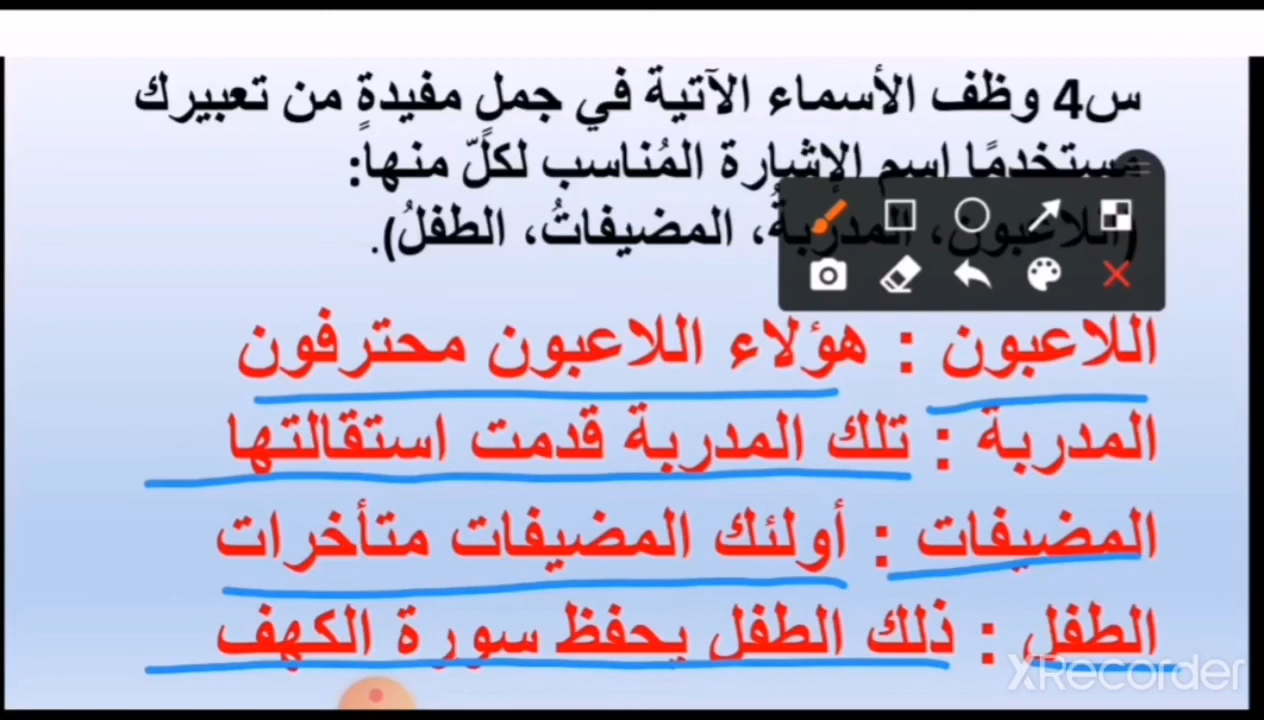 س4 وظف الأسماء الآتية في جمل مفيدةٍ من تعبيرك
مستخدمًا اسم الإشارة المُناسب لكلٍّ منها:
(اللاعبون، المدربةُ، المضيفاتُ، الطفلُ).
اللاعبون : هؤلاء اللاعبون محترفون
المدربة : تلك المدربة قدمت استقالتها
المضيفات : أولئك المضيفات متأخرات
الطفل : ذلك الطفل يحفظ سورة الكهف
XRecorder